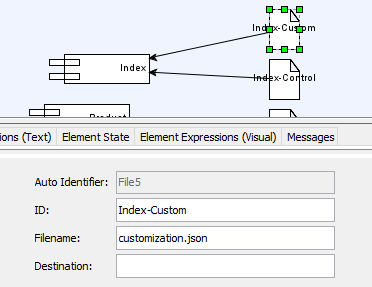 Index-Custom
Index
Index-Control
Product
ons (Text) Element State Element Expressions (Visual) Messages
Auto Identifier: File5
ID: Index-Custom
Filename: customization.json
Destination: